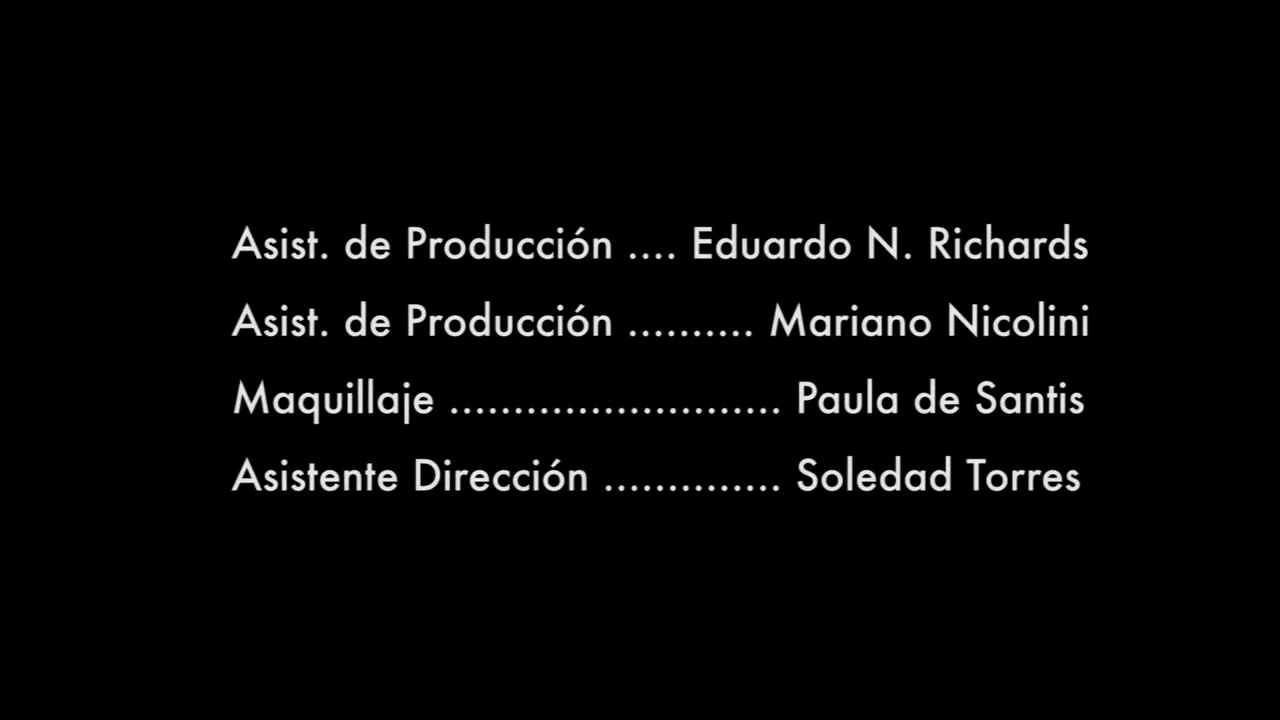 Asist. de Producción .... Eduardo N. Richards
Asist. de Producción .......... Mariano Nicolini
Maquillaje .......................... Paula de Santis
Asistente Dirección .............. Soledad Torres